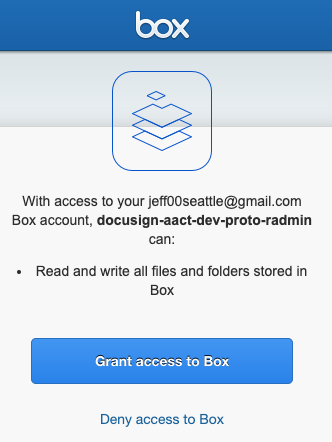 box
With access to your jeff00seattle@gmail.com
Box account, docusign-aact-dev-proto-radmin
can:
• Read and write all files and folders stored in
Box
Grant access to Box
Deny access to Box